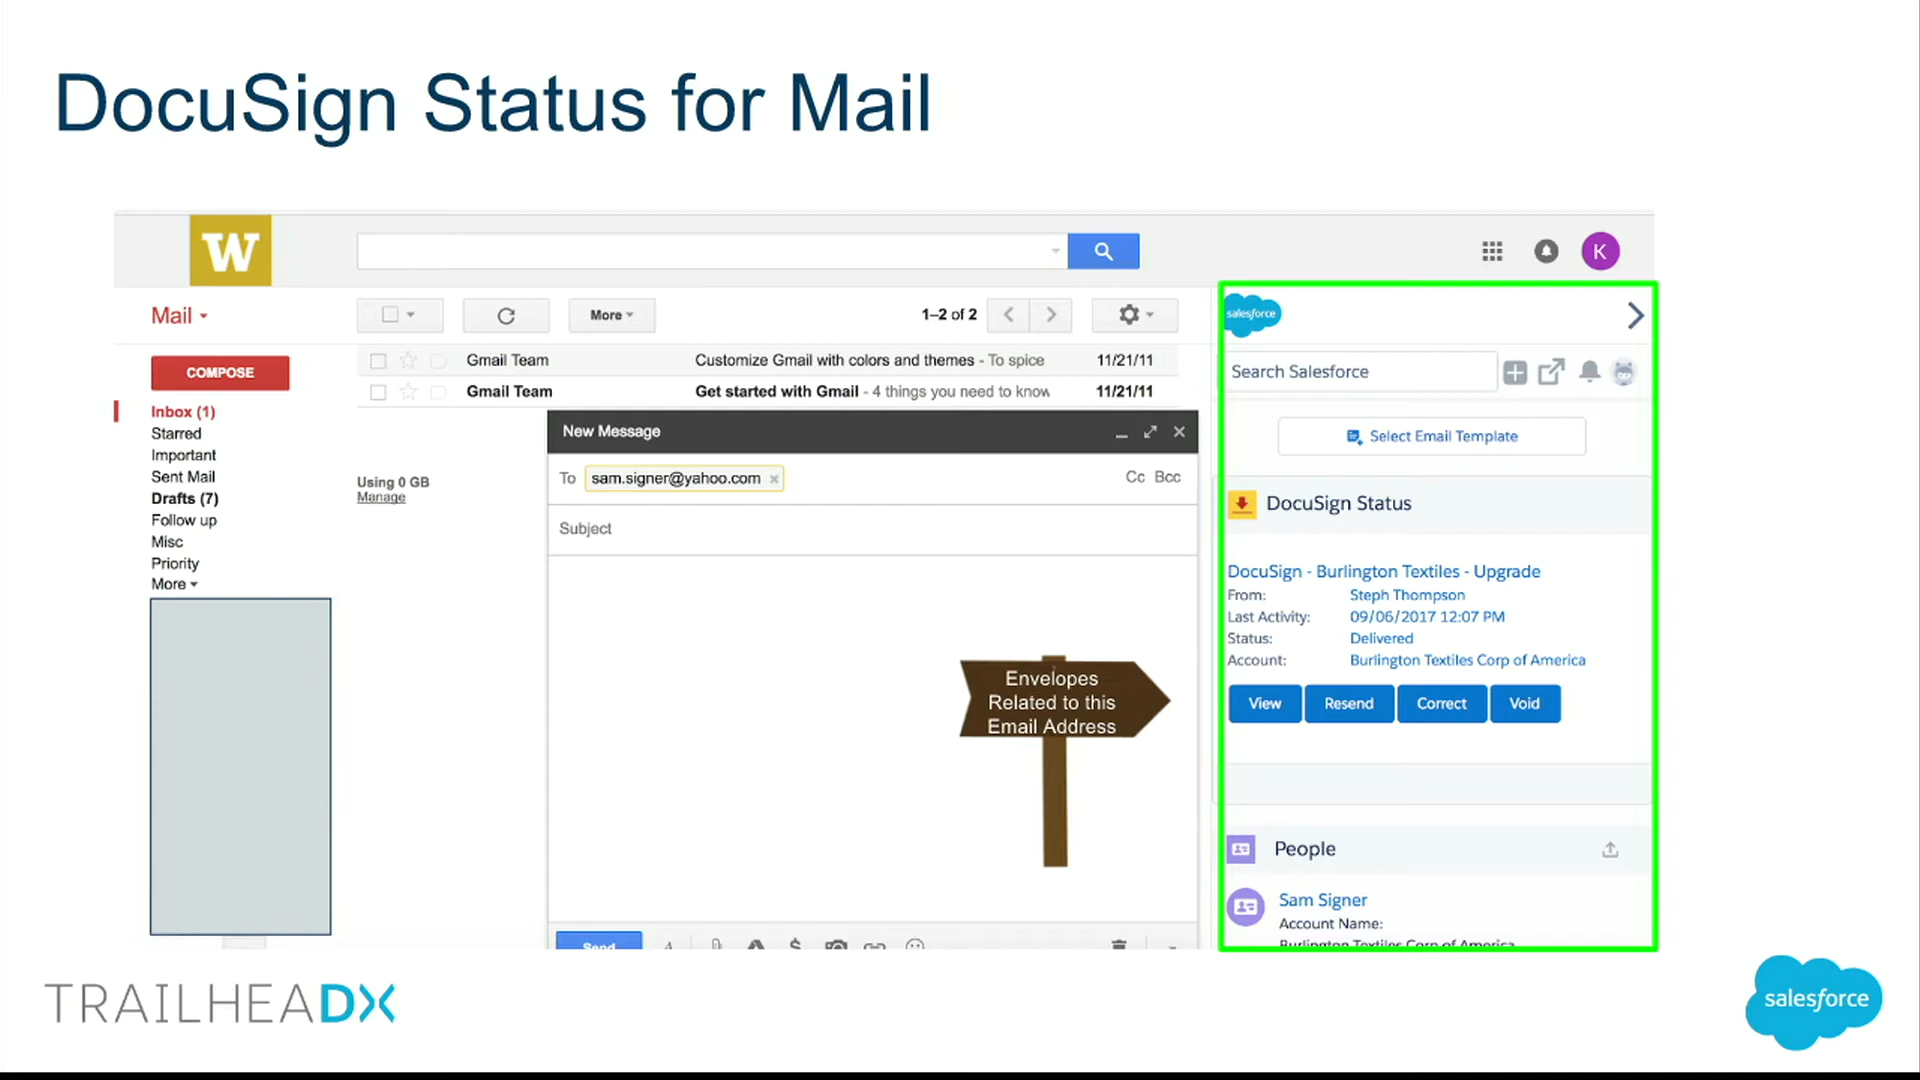 DocuSign Status for Mail
W
K
Mail
More
1–2 of 2
salesforce
COMPOSE
Gmail Team Customize Gmail with colors and themes - To spice 11/21/11
Gmail Team Get started with Gmail - 4 things you need to know 11/21/11
Search Salesforce
Inbox (1)
Starred
Important
Sent Mail
Drafts (7)
Follow up
Misc
Priority
More
Using 0 GB
Manage
New Message
To sam.signer@yahoo.com Cc Bcc
Subject
Envelopes
Related to this
Email Address
Send
Select Email Template
DocuSign Status
DocuSign - Burlington Textiles - Upgrade
From: Steph Thompson
Last Activity: 09/06/2017 12:07 PM
Status: Delivered
Account: Burlington Textiles Corp of America
View Resend Correct Void
People
Sam Signer
Account Name:
Burlington Textiles Corp of America
TRAILHEADX
salesforce